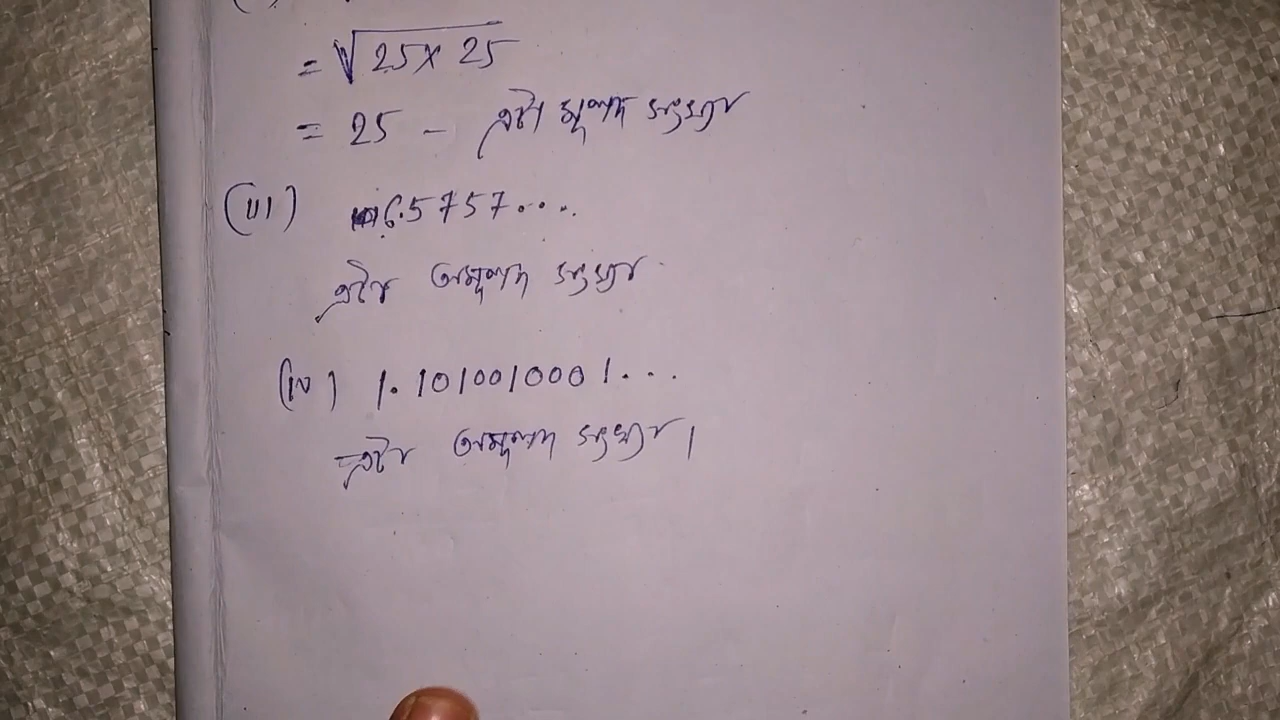 = √25 x 25
= 25 - এটা মূলদ সংখ্যা
(iii) 6.5757....
এটা অমূলদ সংখ্যা
(iv) 1.1010010001...
এটা অমূলদ সংখ্যা।